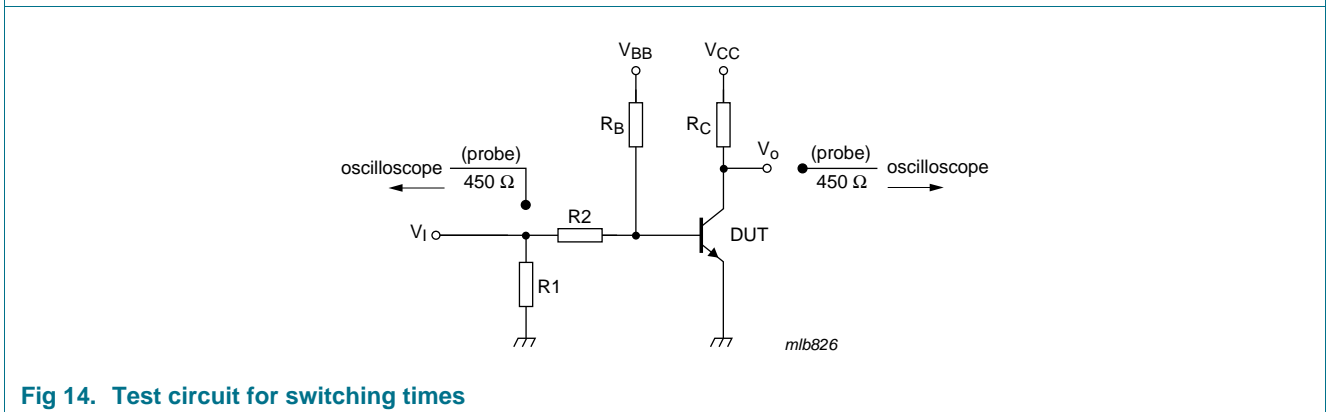 VBB
VCC
RB
RC
Vo
oscilloscope
(probe)
450 Ω
(probe)
450 Ω
oscilloscope
R2
VI
DUT
R1
mlb826
Fig 14. Test circuit for switching times